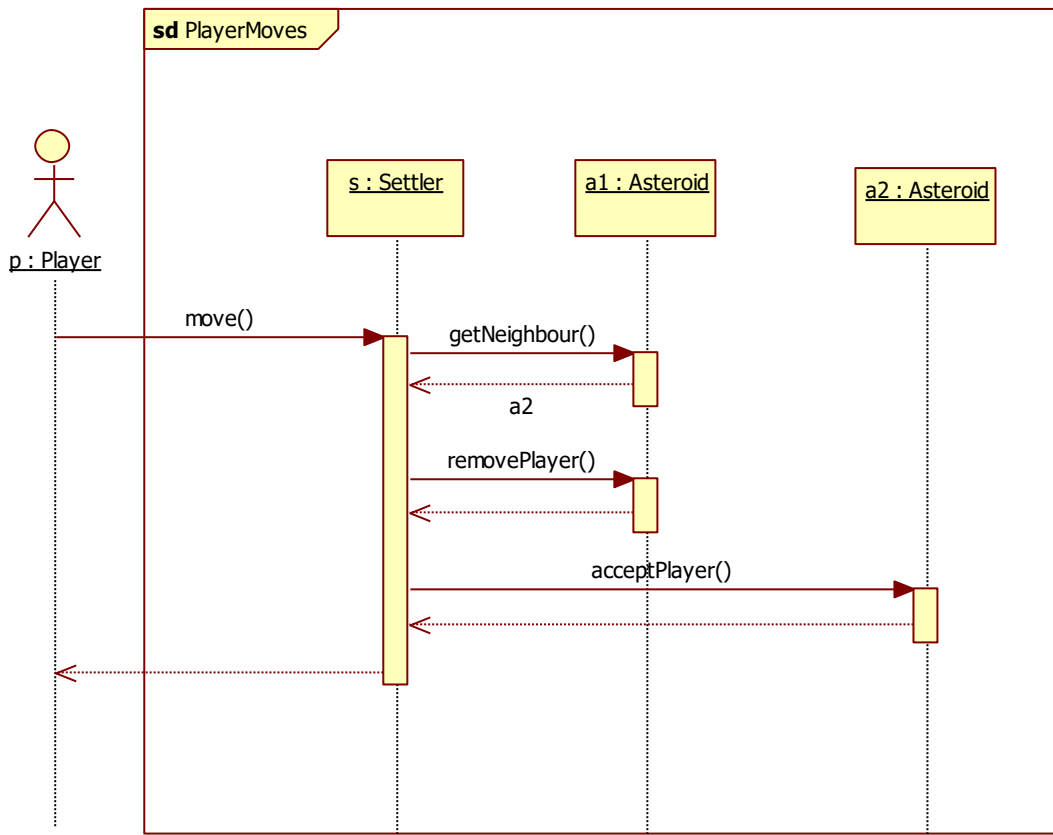 sd PlayerMoves
s : Settler
a1 : Asteroid
a2 : Asteroid
p : Player
move()
getNeighbour()
a2
removePlayer()
acceptPlayer()